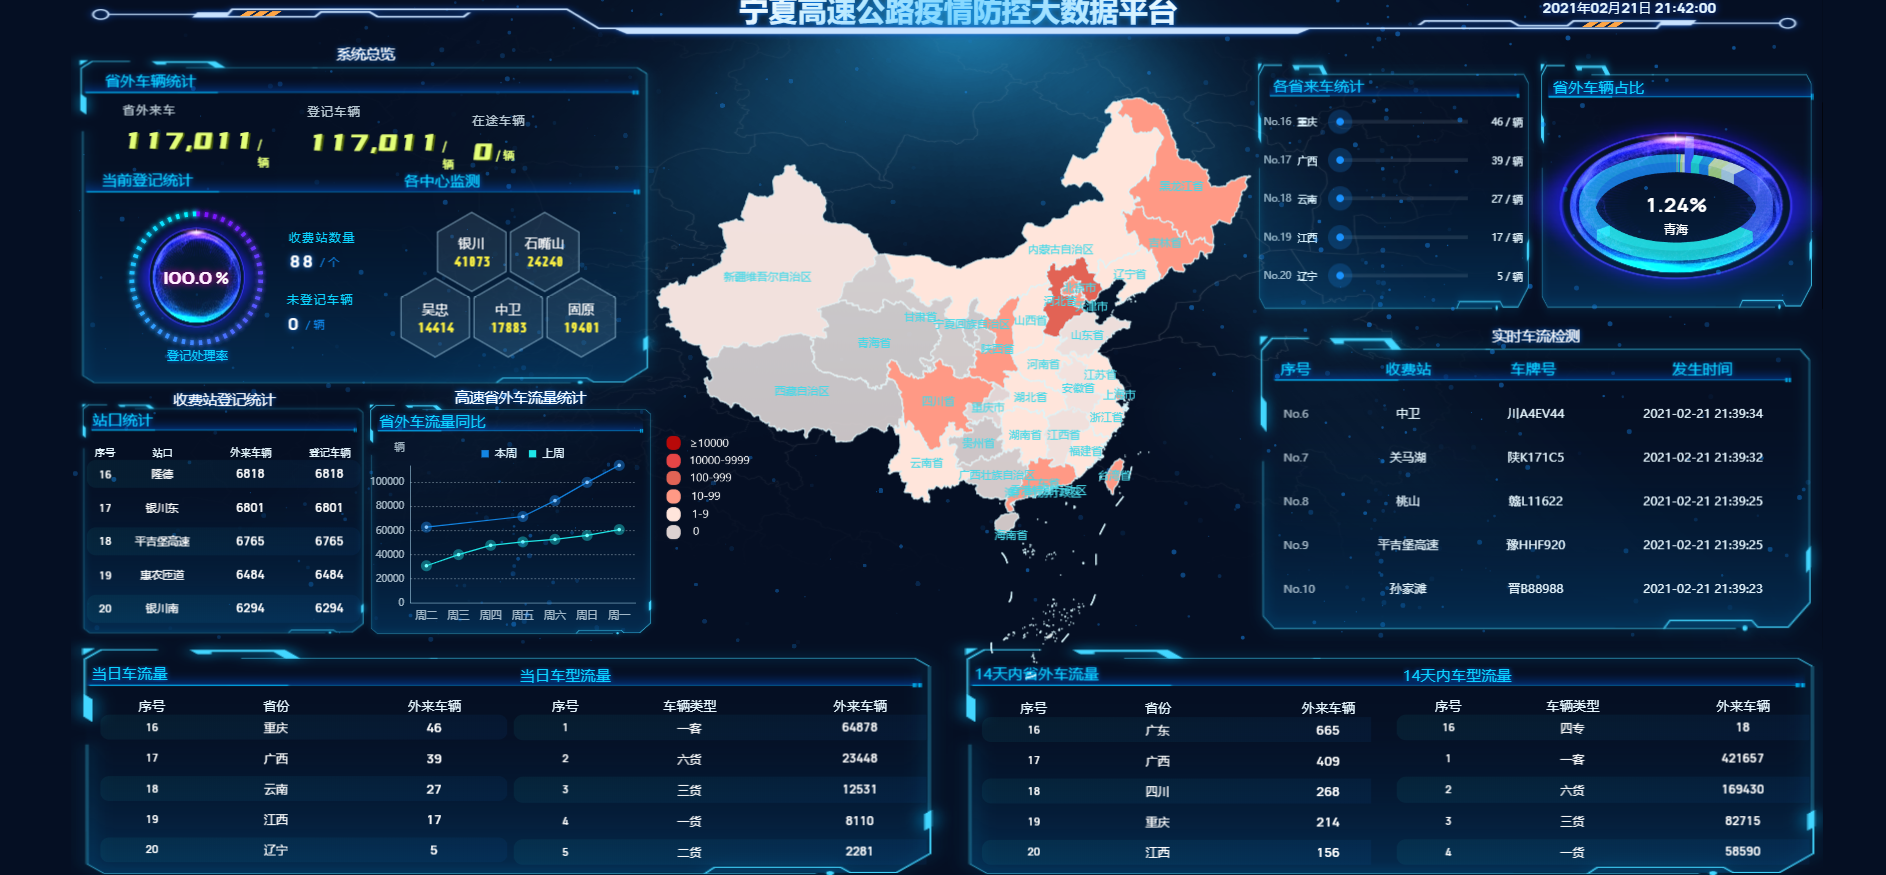 宁夏高速公路疫情防控大数据平台
2021年02月21日 21:42:00
系统总览
省外车辆统计
省外来车
117,011/辆
登记车辆
117,011/辆
在途车辆
0/辆
当前登记统计
各中心监测
100.0%
登记处理率
收费站数量
88 / 个
未登记车辆
0 / 辆
银川
41073
石嘴山
24240
吴忠
14414
中卫
17883
固原
19401
收费站登记统计
站口统计
序号 站口 外来车辆 登记车辆
16 隆德 6818 6818
17 银川东 6801 6801
18 平吉堡高速 6765 6765
19 惠农匝道 6484 6484
20 银川南 6294 6294
高速省外车流量统计
省外车流量同比
辆
本周 上周
100000
80000
60000
40000
20000
0
周二 周三 周四 周五 周六 周日 周一
黑龙江省
内蒙古自治区
吉林省
辽宁省
新疆维吾尔自治区
北京市
河北省
天津市
甘肃省
山西省
山东省
青海省
陕西省
河南省
江苏省
西藏自治区
安徽省
上海市
四川省
湖北省
重庆市
浙江省
贵州省
湖南省
江西省
福建省
云南省
广西壮族自治区
台湾省
海南省
≥10000
10000-9999
100-999
10-99
1-9
0
各省来车统计
No.16 重庆 46 / 辆
No.17 广西 39 / 辆
No.18 云南 27 / 辆
No.19 江西 17 / 辆
No.20 辽宁 5 / 辆
省外车辆占比
1.24%
青海
实时车流检测
序号 收费站 车牌号 发生时间
No.6 中卫 川A4EV44 2021-02-21 21:39:34
No.7 关马湖 陕K171C5 2021-02-21 21:39:32
No.8 桃山 赣L11622 2021-02-21 21:39:25
No.9 平吉堡高速 豫HHF920 2021-02-21 21:39:25
No.10 孙家滩 晋B88988 2021-02-21 21:39:23
当日车流量
序号 省份 外来车辆
16 重庆 46
17 广西 39
18 云南 27
19 江西 17
20 辽宁 5
当日车型流量
序号 车辆类型 外来车辆
1 一客 64878
2 六货 23448
3 三货 12531
4 一货 8110
5 二货 2281
14天内省外车流量
序号 省份 外来车辆
16 广东 665
17 广西 409
18 四川 268
19 重庆 214
20 江西 156
14天内车型流量
序号 车辆类型 外来车辆
16 四专 18
1 一客 421657
2 六货 169430
3 三货 82715
4 一货 58590